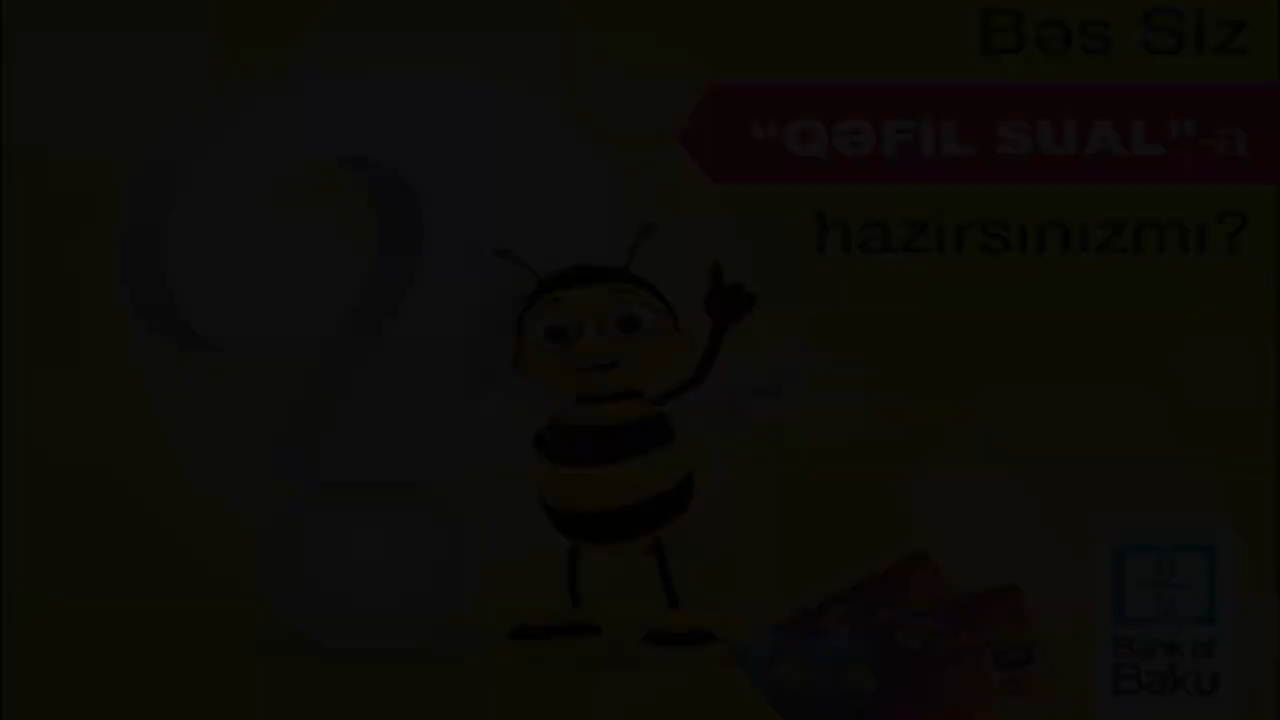 Bəs Siz
“QƏFİL SUAL”-a
hazırsınızmı?
Bank of
Baku